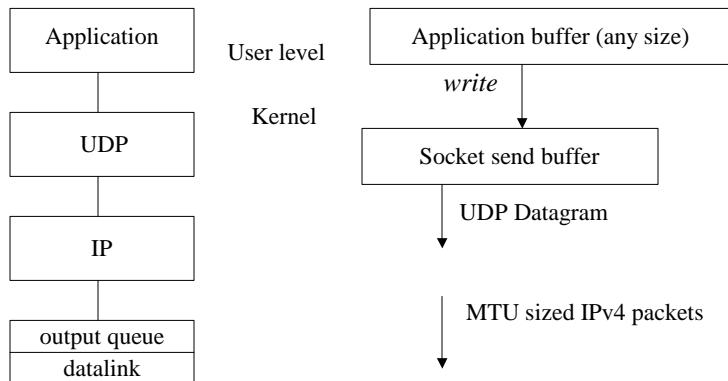 Application
User level
Application buffer (any size)
write
Kernel
UDP
Socket send buffer
UDP Datagram
IP
MTU sized IPv4 packets
output queue
datalink